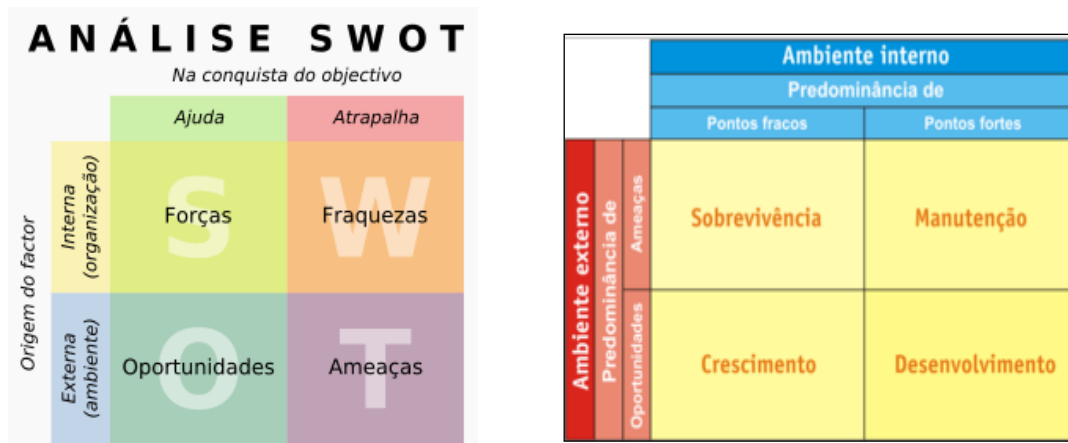 ANÁLISE SWOT
Na conquista do objectivo
Ajuda
Atrapalha
Origem do factor
Interna
(organização)
S
Forças
W
Fraquezas
Externa
(ambiente)
O
Oportunidades
T
Ameaças
Ambiente interno
Predominância de
Pontos fracos
Pontos fortes
Ambiente externo
Predominância de
Ameaças
Sobrevivência
Manutenção
Oportunidades
Crescimento
Desenvolvimento